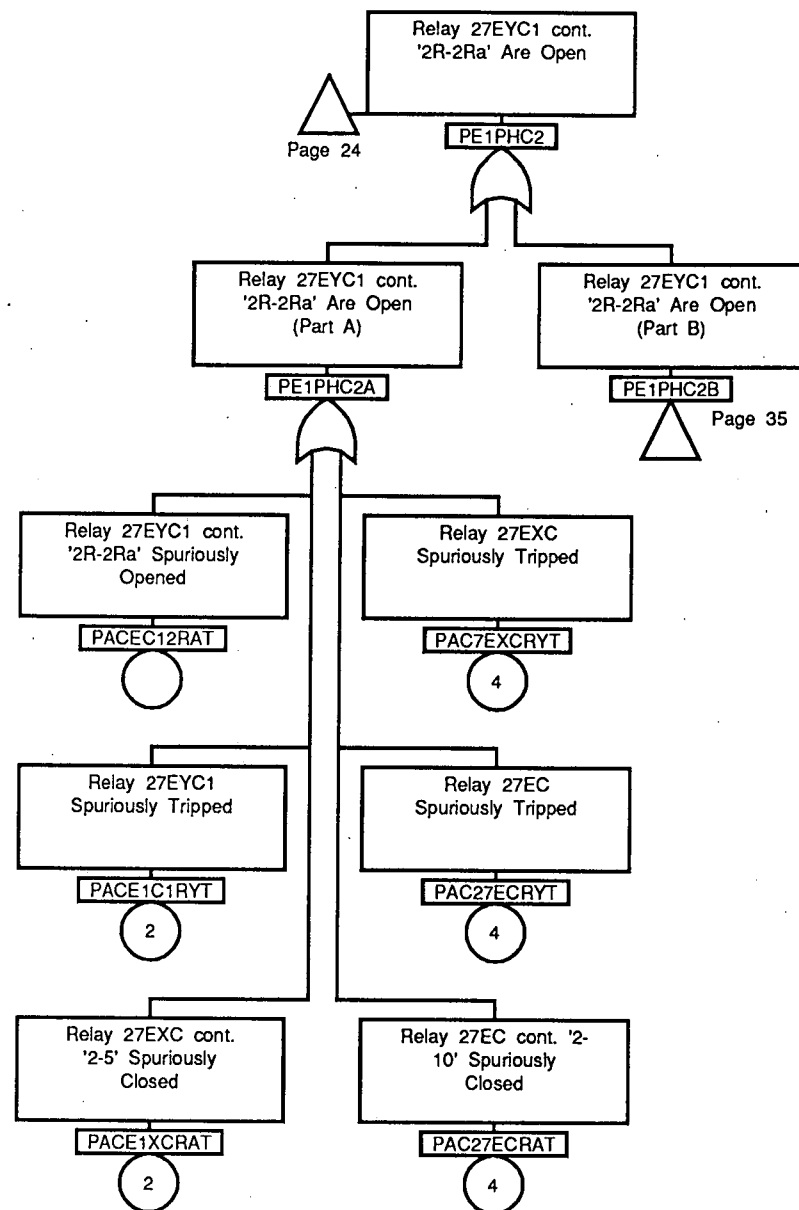 Relay 27EYC1 cont.
'2R-2Ra' Are Open
Page 24
PE1PHC2
Relay 27EYC1 cont.
'2R-2Ra' Are Open
(Part A)
PE1PHC2A
Relay 27EYC1 cont.
'2R-2Ra' Are Open
(Part B)
PE1PHC2B
Page 35
Relay 27EYC1 cont.
'2R-2Ra' Spuriously
Opened
PACEC12RAT
Relay 27EXC
Spuriously Tripped
PAC7EXCRYT
4
Relay 27EYC1
Spuriously Tripped
PACE1C1RYT
2
Relay 27EC
Spuriously Tripped
PAC27ECRYT
4
Relay 27EXC cont.
'2-5' Spuriously
Closed
PACE1XCRAT
2
Relay 27EC cont. '2-
10' Spuriously
Closed
PAC27ECRAT
4